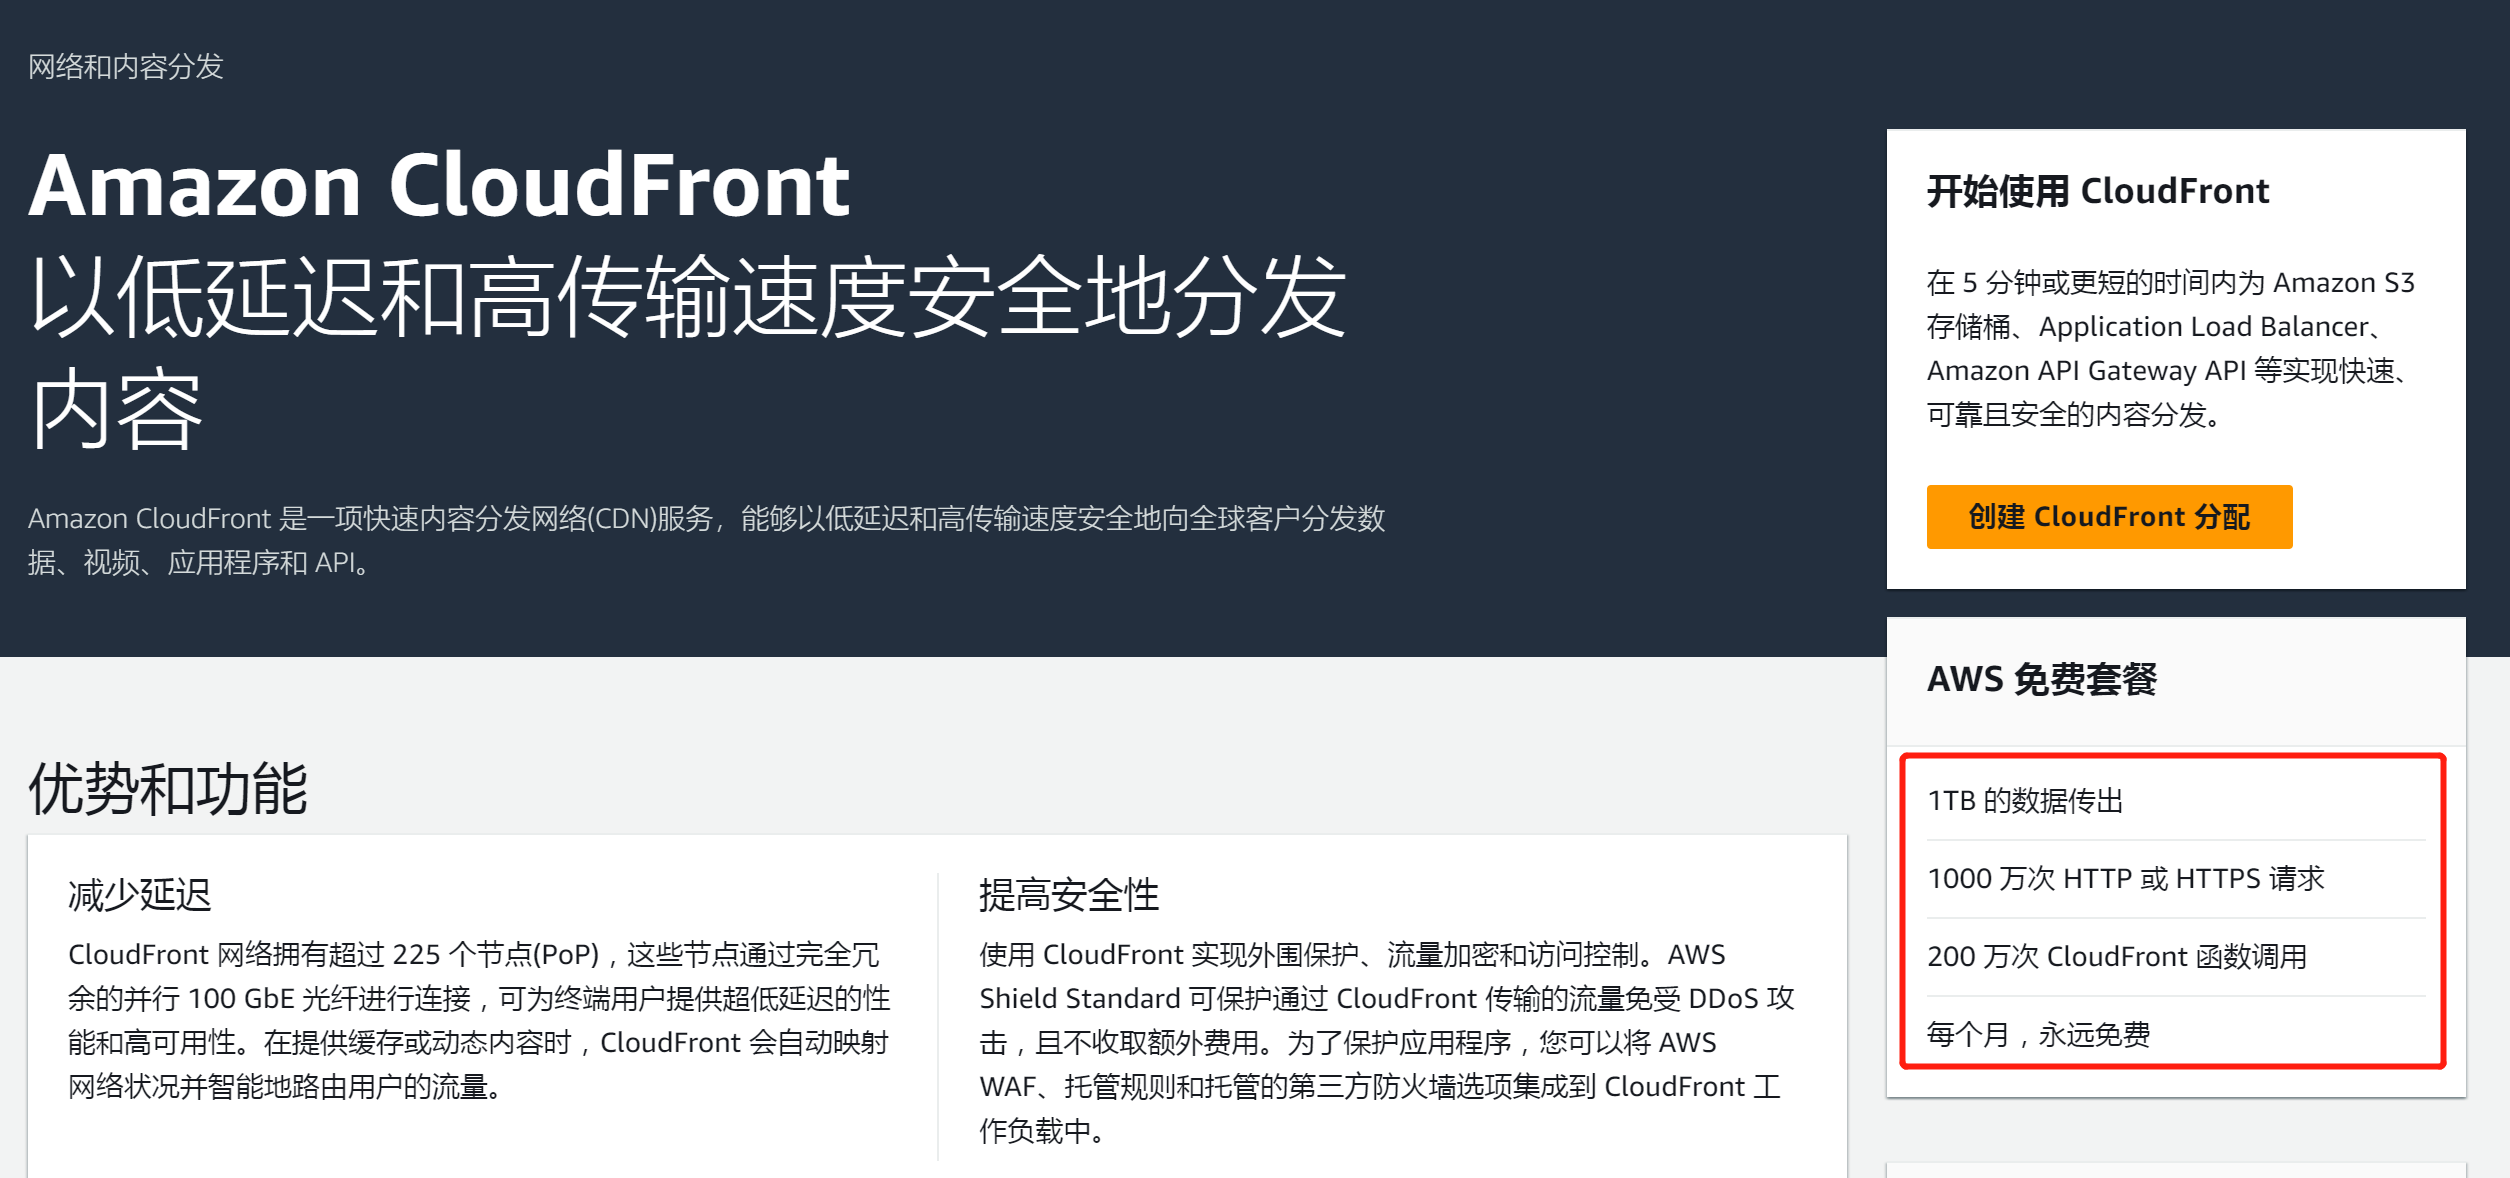 网络和内容分发
Amazon CloudFront
以低延迟和高传输速度安全地分发
内容
Amazon CloudFront 是一项快速内容分发网络(CDN)服务，能够以低延迟和高传输速度安全地向全球客户分发数
据、视频、应用程序和 API。
开始使用 CloudFront
在 5 分钟或更短的时间内为 Amazon S3
存储桶、Application Load Balancer、
Amazon API Gateway API 等实现快速、
可靠且安全的内容分发。
创建 CloudFront 分配
AWS 免费套餐
1TB 的数据传出
1000 万次 HTTP 或 HTTPS 请求
200 万次 CloudFront 函数调用
每个月，永远免费
优势和功能
减少延迟
CloudFront 网络拥有超过 225 个节点(PoP)，这些节点通过完全冗
余的并行 100 GbE 光纤进行连接，可为终端用户提供超低延迟的性
能和高可用性。在提供缓存或动态内容时，CloudFront 会自动映射
网络状况并智能地路由用户的流量。
提高安全性
使用 CloudFront 实现外围保护、流量加密和访问控制。AWS
Shield Standard 可保护通过 CloudFront 传输的流量免受 DDoS 攻
击，且不收取额外费用。为了保护应用程序，您可以将 AWS
WAF、托管规则和托管的第三方防火墙选项集成到 CloudFront 工
作负载中。